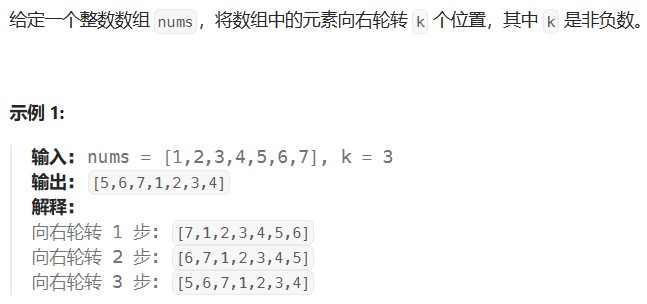 给定一个整数数组 nums，将数组中的元素向右轮转 k 个位置，其中 k 是非负数。
示例 1:
输入: nums = [1,2,3,4,5,6,7], k = 3
输出: [5,6,7,1,2,3,4]
解释:
向右轮转 1 步: [7,1,2,3,4,5,6]
向右轮转 2 步: [6,7,1,2,3,4,5]
向右轮转 3 步: [5,6,7,1,2,3,4]